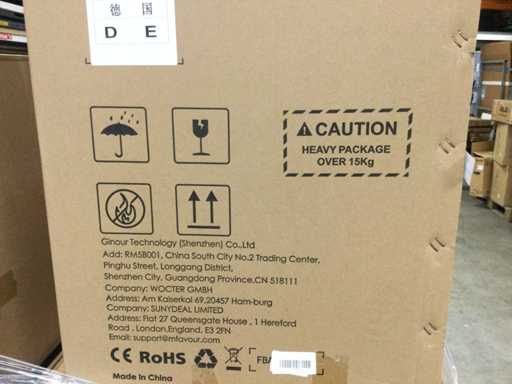 德 国
D E
CAUTION
HEAVY PACKAGE
OVER 15Kg
Ginour Technology (Shenzhen) Co.,Ltd
Add: RM5B001, China South City No.2 Trading Center,
Pinghu Street, Longgang District,
Shenzhen City, Guangdong Province,CN 518111
Company: WOCTER GMBH
Address: Am Kaiserkai 69,20457 Ham-burg
Company: SUNYDEAL LIMITED
Address: Flat 27 Queensgate House , 1 Hereford
Road , London,England, E3 2FN
Email: support@mfavour.com
CE RoHS FBA
Made In China